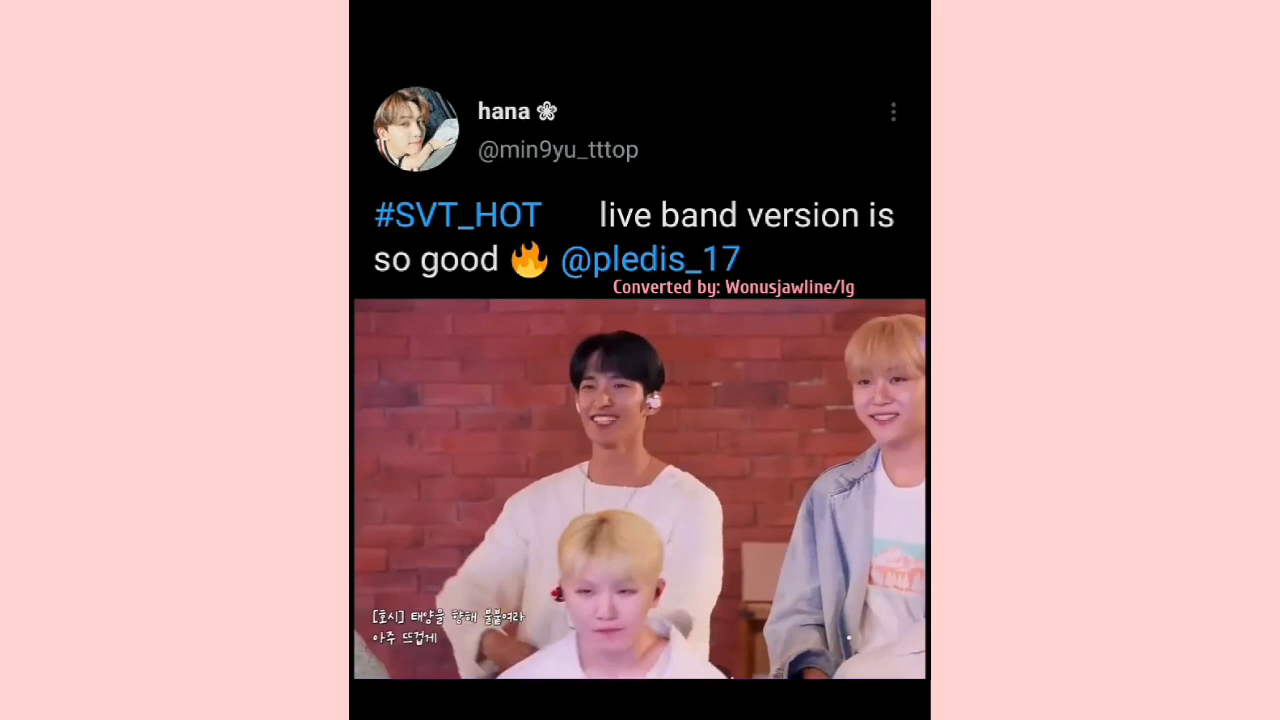 hana ❀
@min9yu_tttop
#SVT_HOT live band version is
so good 🔥 @pledis_17
Converted by: Wonusjawline/Ig
[호시] 태양을 향해 불붙여라
아주 뜨겁게